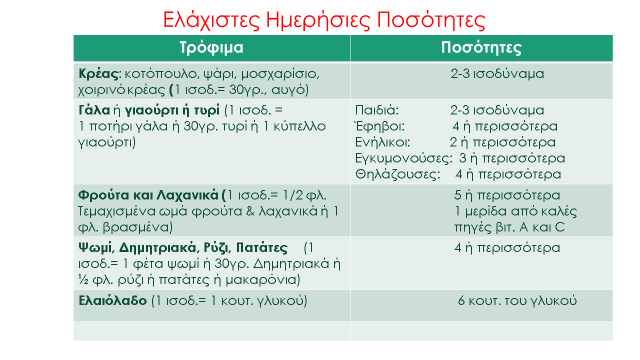 Ελάχιστες Ημερήσιες Ποσότητες
Τρόφιμα Ποσότητες
Κρέας: κοτόπουλο, ψάρι, μοσχαρίσιο,
χοιρινό κρέας (1 ισοδ.= 30γρ., αυγό)
2-3 ισοδύναμα
Γάλα ή γιαούρτι ή τυρί (1 ισοδ. =
1 ποτήρι γάλα ή 30γρ. τυρί ή 1 κύπελλο
γιαούρτι)
Παιδιά: 2-3 ισοδύναμα
Έφηβοι: 4 ή περισσότερα
Ενήλικοι: 2 ή περισσότερα
Εγκυμονούσες: 3 ή περισσότερα
Θηλάζουσες: 4 ή περισσότερα
Φρούτα και Λαχανικά (1 ισοδ.= 1/2 φλ.
Τεμαχισμένα ωμά φρούτα & λαχανικά ή 1
φλ. βρασμένα)
5 ή περισσότερα
1 μερίδα από καλές
πηγές βιτ. Α και C
Ψωμί, Δημητριακά, Ρύζι, Πατάτες (1
ισοδ.= 1 φέτα ψωμί ή 30γρ. Δημητριακά ή
½ φλ. ρύζι ή πατάτες ή μακαρόνια)
4 ή περισσότερα
Ελαιόλαδο (1 ισοδ.= 1 κουτ. γλυκού)
6 κουτ. του γλυκού